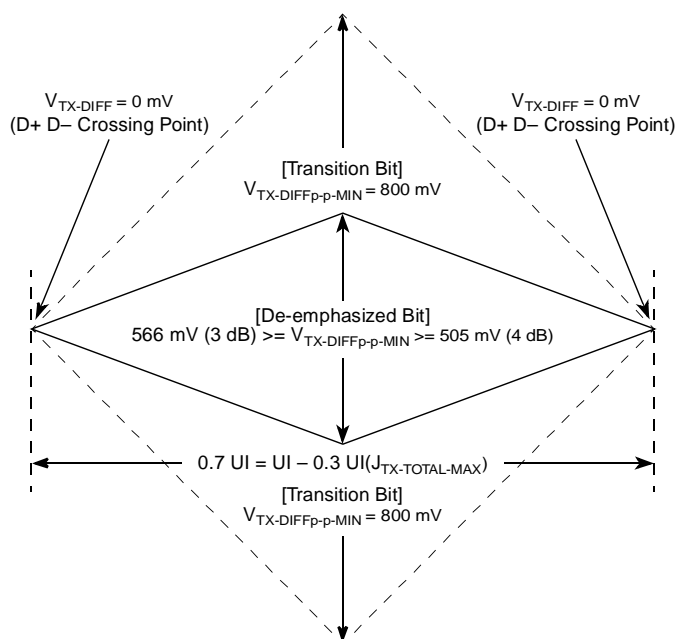 V_TX-DIFF = 0 mV
(D+ D– Crossing Point)
V_TX-DIFF = 0 mV
(D+ D– Crossing Point)
[Transition Bit]
V_TX-DIFFp-p-MIN = 800 mV
[De-emphasized Bit]
566 mV (3 dB) >= V_TX-DIFFp-p-MIN >= 505 mV (4 dB)
0.7 UI = UI – 0.3 UI(J_TX-TOTAL-MAX)
[Transition Bit]
V_TX-DIFFp-p-MIN = 800 mV